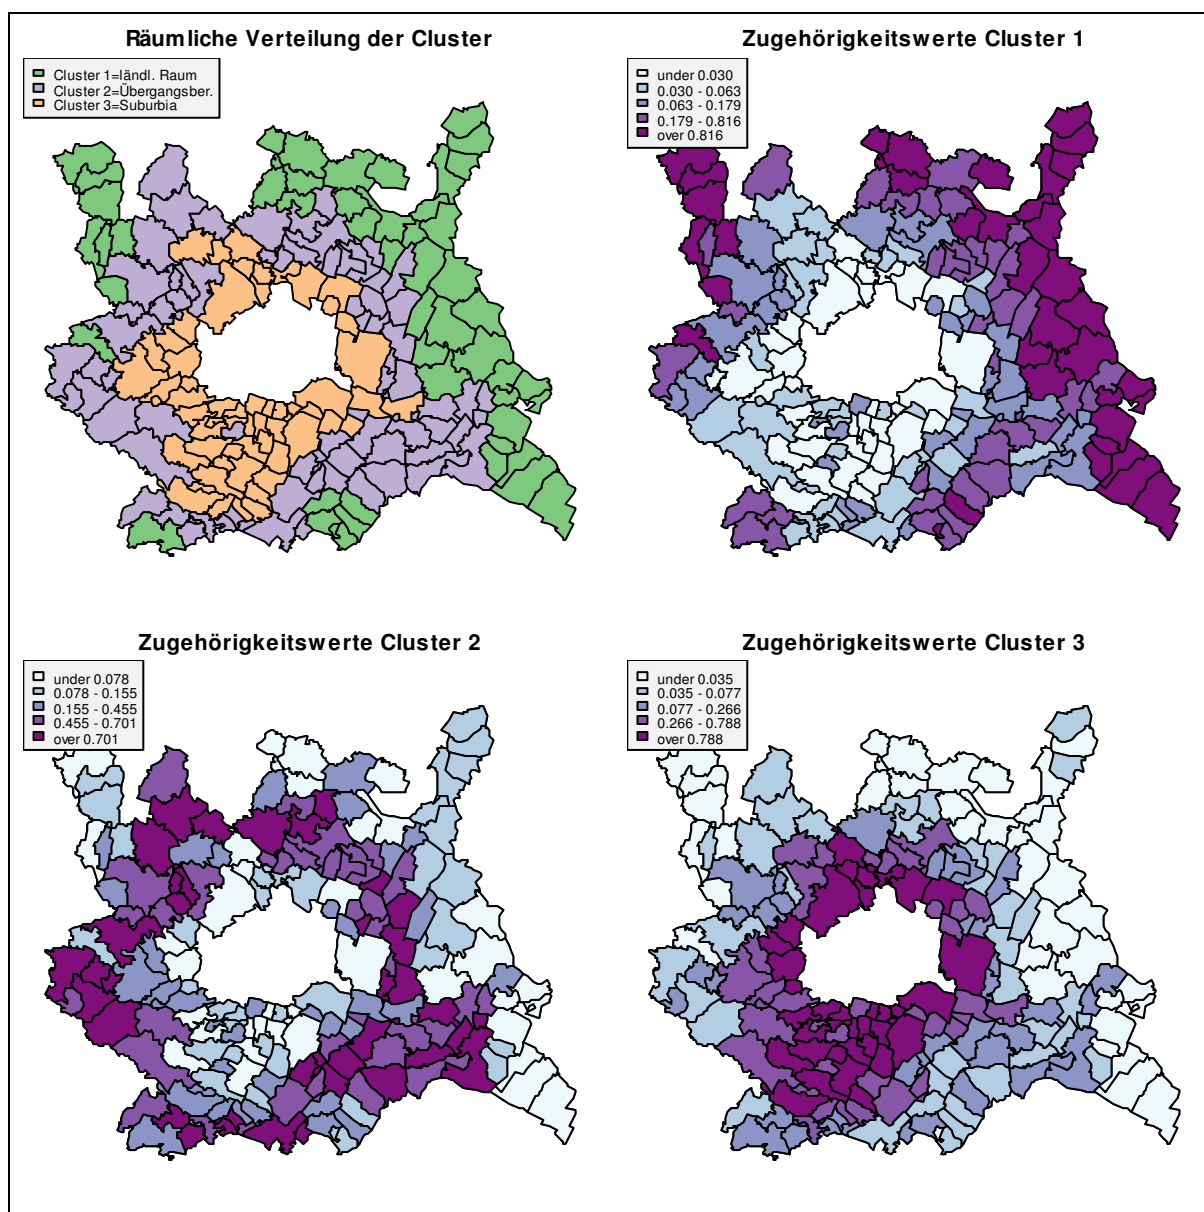 Räumliche Verteilung der Cluster
Cluster 1=ländl. Raum
Cluster 2=Übergangsber.
Cluster 3=Suburbia
Zugehörigkeitswerte Cluster 1
under 0.030
0.030 - 0.063
0.063 - 0.179
0.179 - 0.816
over 0.816
Zugehörigkeitswerte Cluster 2
under 0.078
0.078 - 0.155
0.155 - 0.455
0.455 - 0.701
over 0.701
Zugehörigkeitswerte Cluster 3
under 0.035
0.035 - 0.077
0.077 - 0.266
0.266 - 0.788
over 0.788